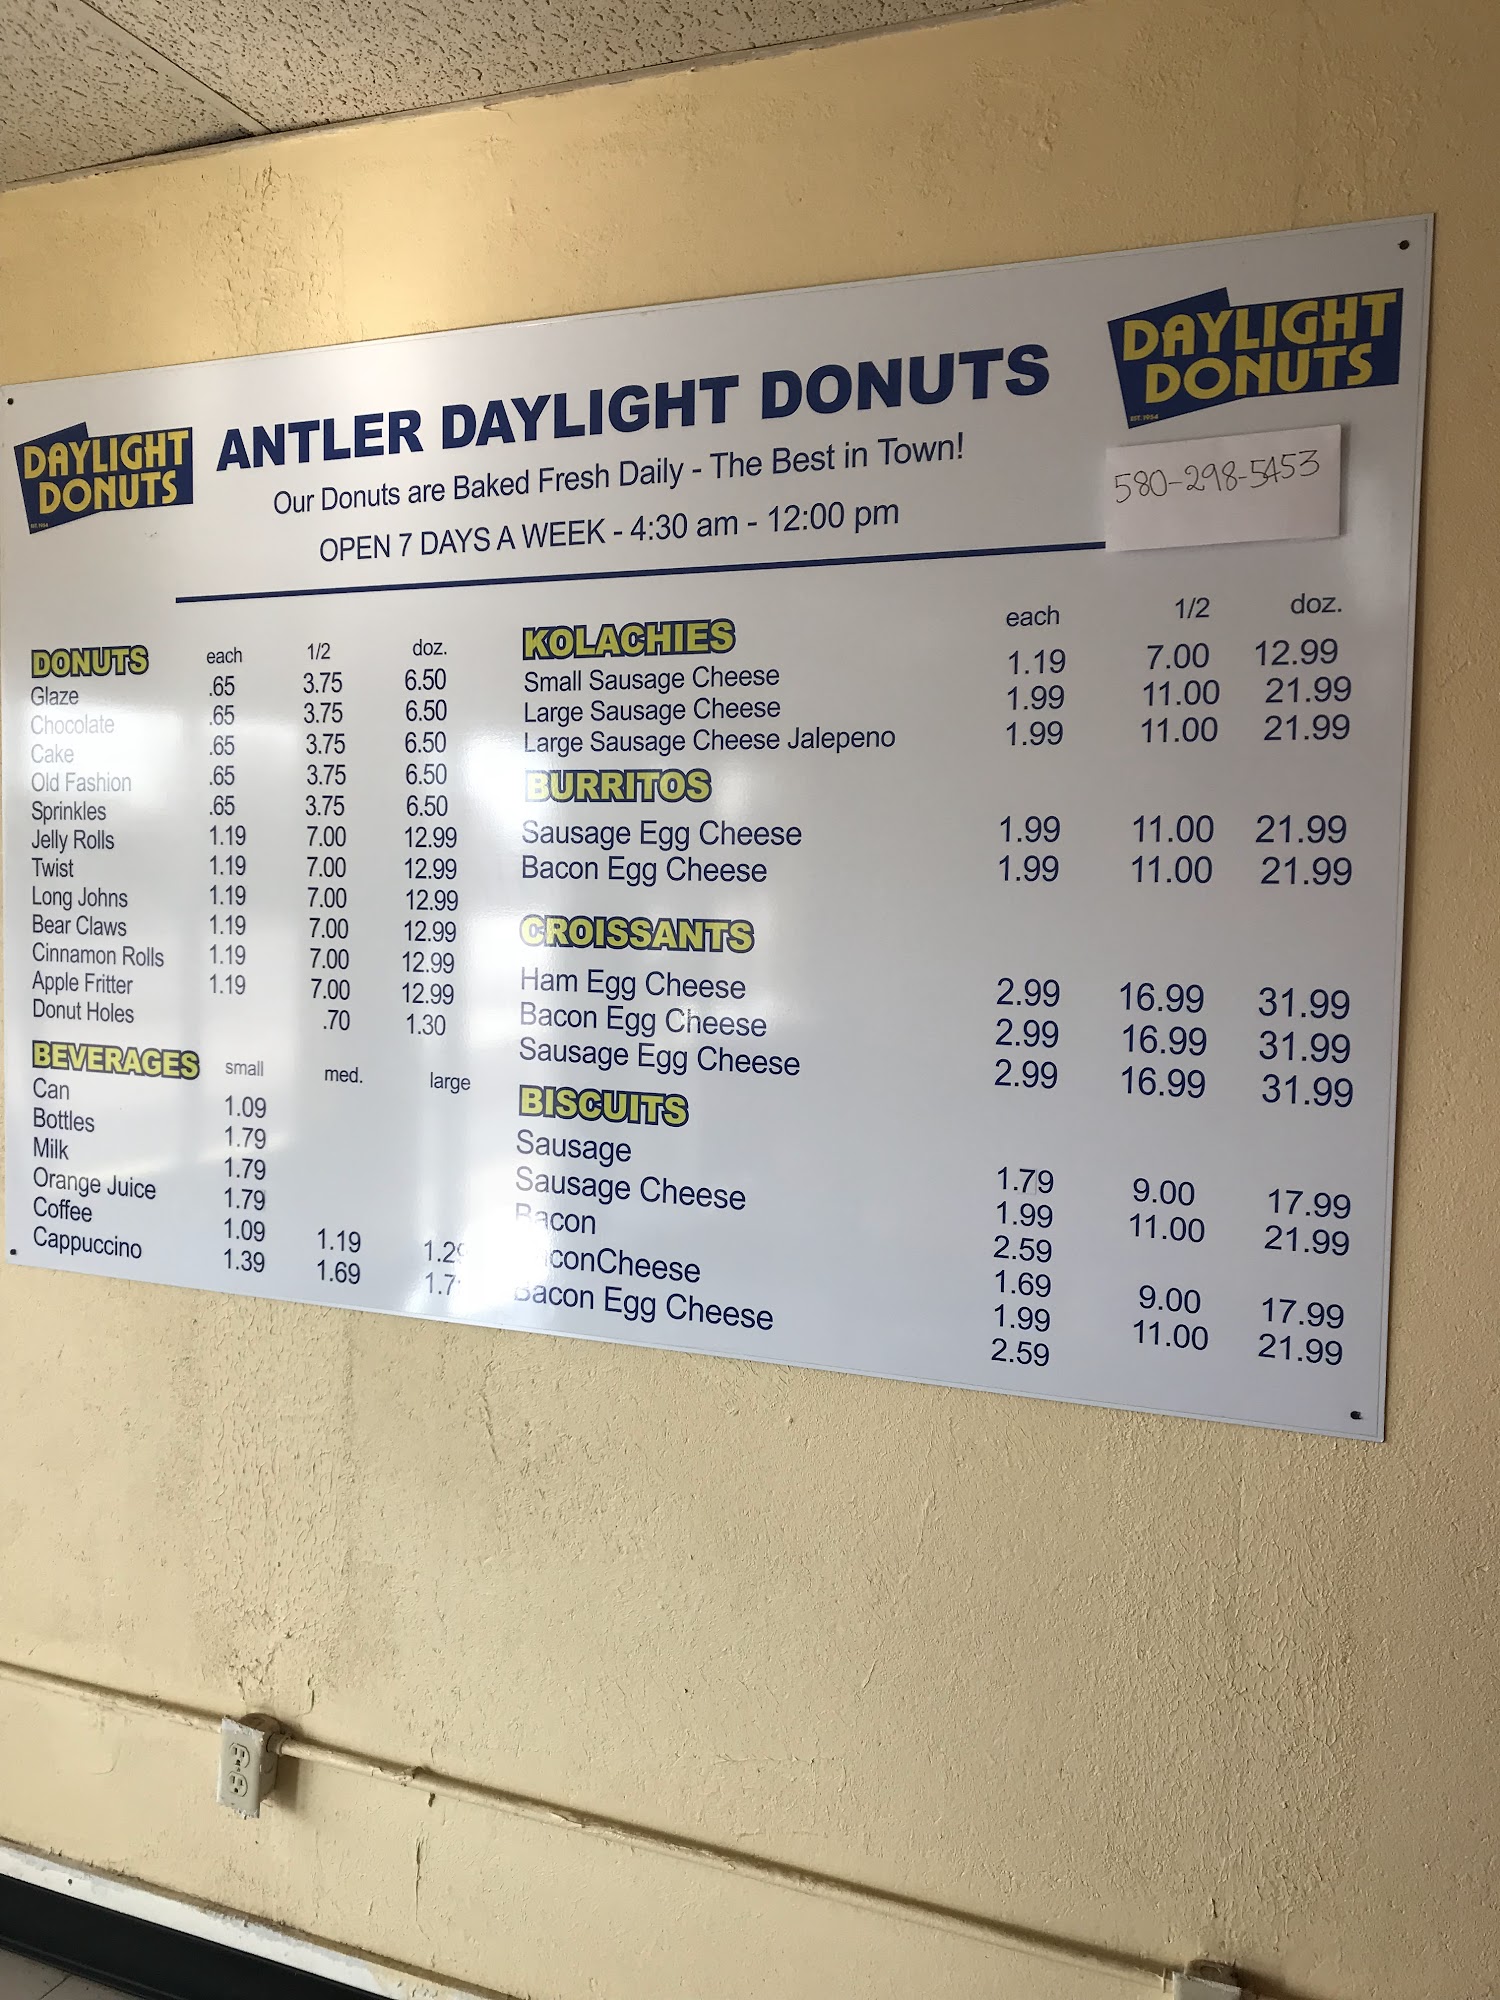 DAYLIGHT
DONUTS
EST. 1954
ANTLER DAYLIGHT DONUTS
Our Donuts are Baked Fresh Daily - The Best in Town!
OPEN 7 DAYS A WEEK - 4:30 am - 12:00 pm
DAYLIGHT
DONUTS
EST. 1954
580-298-5453
DONUTS each 1/2 doz.
Glaze .65 3.75 6.50
Chocolate .65 3.75 6.50
Cake .65 3.75 6.50
Old Fashion .65 3.75 6.50
Sprinkles .65 3.75 6.50
Jelly Rolls 1.19 7.00 12.99
Twist 1.19 7.00 12.99
Long Johns 1.19 7.00 12.99
Bear Claws 1.19 7.00 12.99
Cinnamon Rolls 1.19 7.00 12.99
Apple Fritter 1.19 7.00 12.99
Donut Holes .70 1.30
BEVERAGES small med. large
Can 1.09
Bottles 1.79
Milk 1.79
Orange Juice 1.79
Coffee 1.09 1.19
Cappuccino 1.39 1.69
KOLACHIES each 1/2 doz.
Small Sausage Cheese 1.19 7.00 12.99
Large Sausage Cheese 1.99 11.00 21.99
Large Sausage Cheese Jalepeno 1.99 11.00 21.99
BURRITOS
Sausage Egg Cheese 1.99 11.00 21.99
Bacon Egg Cheese 1.99 11.00 21.99
CROISSANTS
Ham Egg Cheese 2.99 16.99 31.99
Bacon Egg Cheese 2.99 16.99 31.99
Sausage Egg Cheese 2.99 16.99 31.99
BISCUITS
Sausage 1.79 9.00 17.99
Sausage Cheese 1.99 11.00 21.99
2.59
Bacon 1.69 9.00 17.99
BaconCheese 1.99 11.00 21.99
Bacon Egg Cheese 2.59